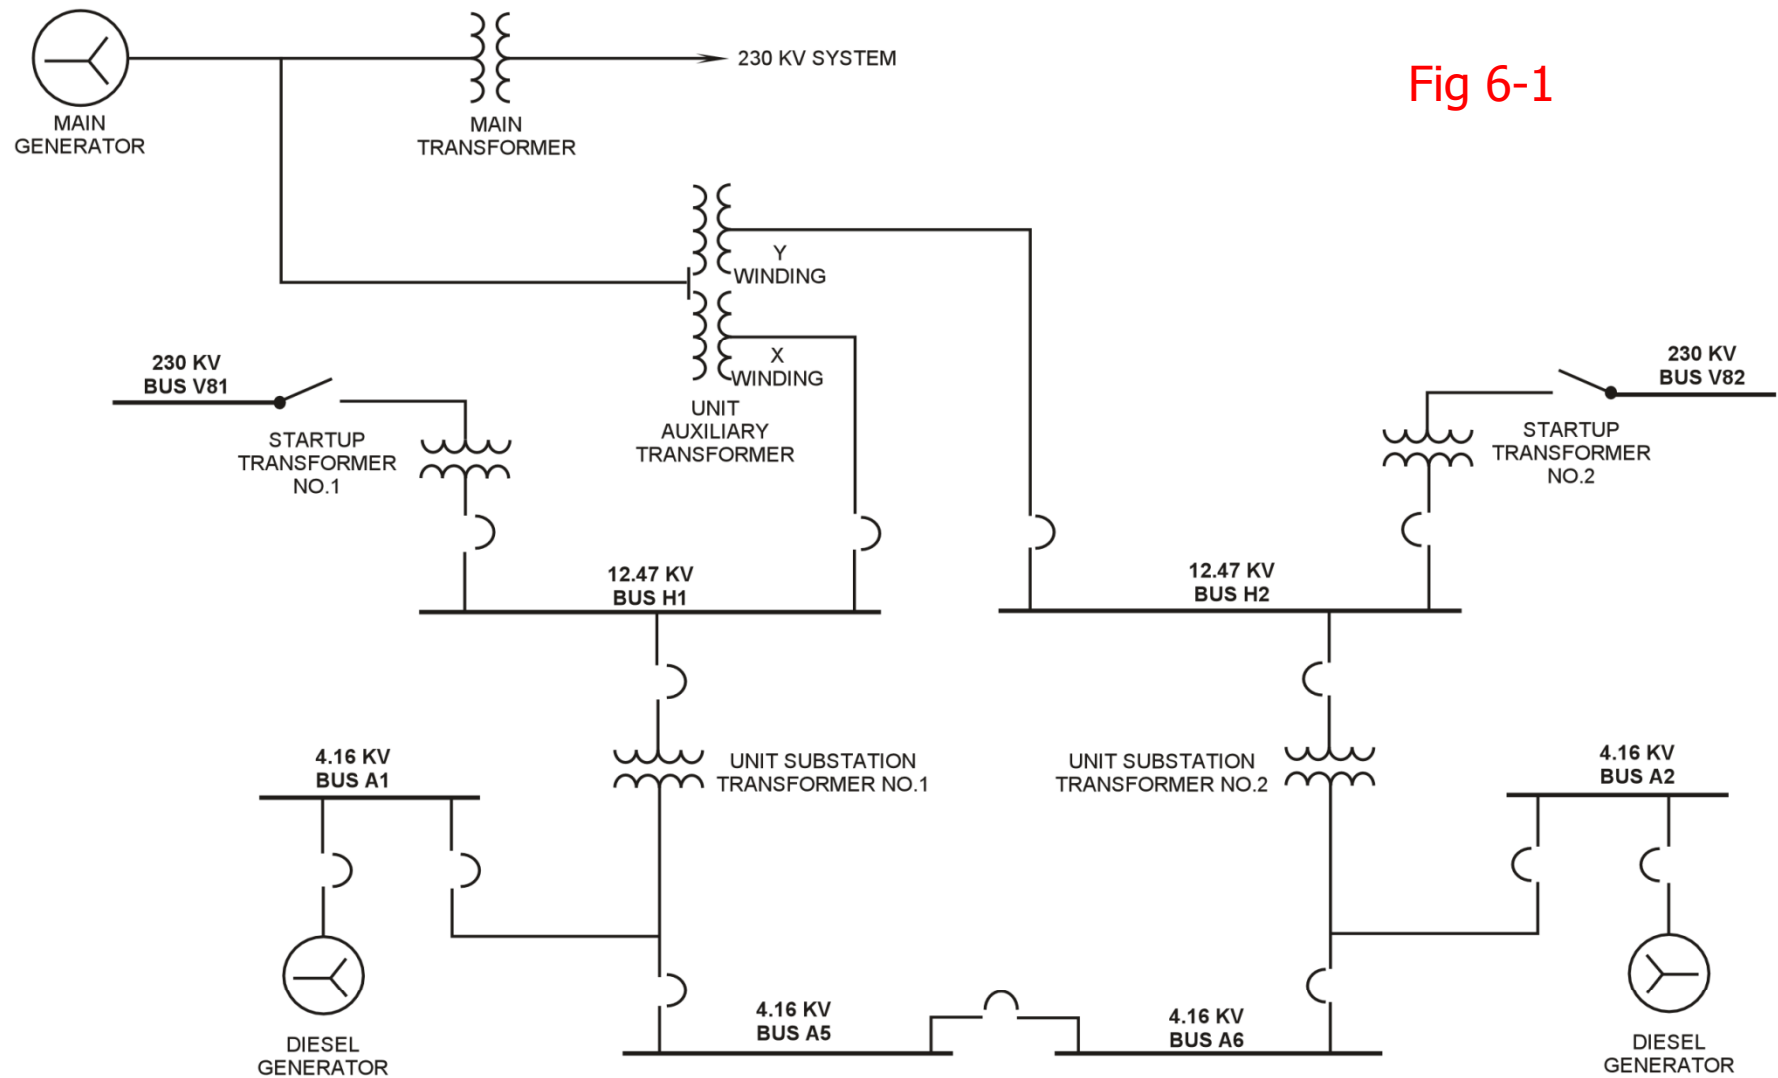 Fig 6-1
230 KV SYSTEM
MAIN
GENERATOR
MAIN
TRANSFORMER
Y
WINDING
X
WINDING
UNIT
AUXILIARY
TRANSFORMER
230 KV
BUS V81
STARTUP
TRANSFORMER
NO.1
230 KV
BUS V82
STARTUP
TRANSFORMER
NO.2
12.47 KV
BUS H1
12.47 KV
BUS H2
4.16 KV
BUS A1
UNIT SUBSTATION
TRANSFORMER NO.1
UNIT SUBSTATION
TRANSFORMER NO.2
4.16 KV
BUS A2
DIESEL
GENERATOR
4.16 KV
BUS A5
4.16 KV
BUS A6
DIESEL
GENERATOR